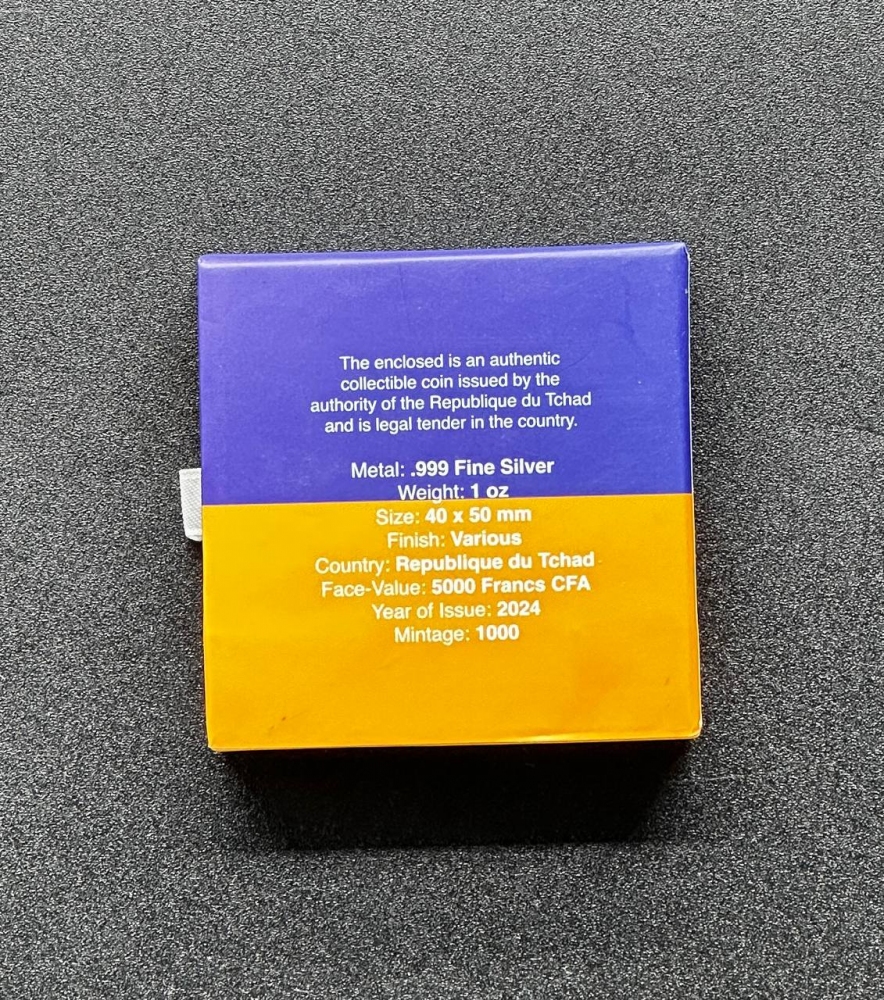 The enclosed is an authentic
collectible coin issued by the
authority of the Republique du Tchad
and is legal tender in the country.
Metal: .999 Fine Silver
Weight: 1 oz
Size: 40 x 50 mm
Finish: Various
Country: Republique du Tchad
Face-Value: 5000 Francs CFA
Year of Issue: 2024
Mintage: 1000